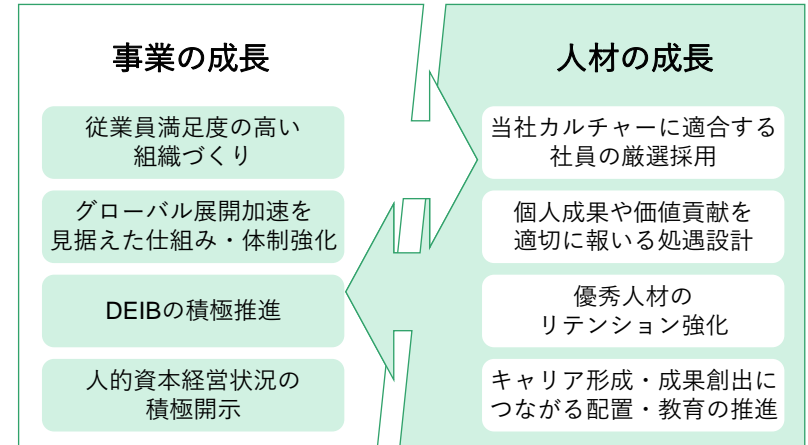 事業の成長
従業員満足度の高い
組織づくり
グローバル展開加速を
見据えた仕組み・体制強化
DEIBの積極推進
人的資本経営状況の
積極開示
人材の成長
当社カルチャーに適合する
社員の厳選採用
個人成果や価値貢献を
適切に報いる処遇設計
優秀人材の
リテンション強化
キャリア形成・成果創出に
つながる配置・教育の推進